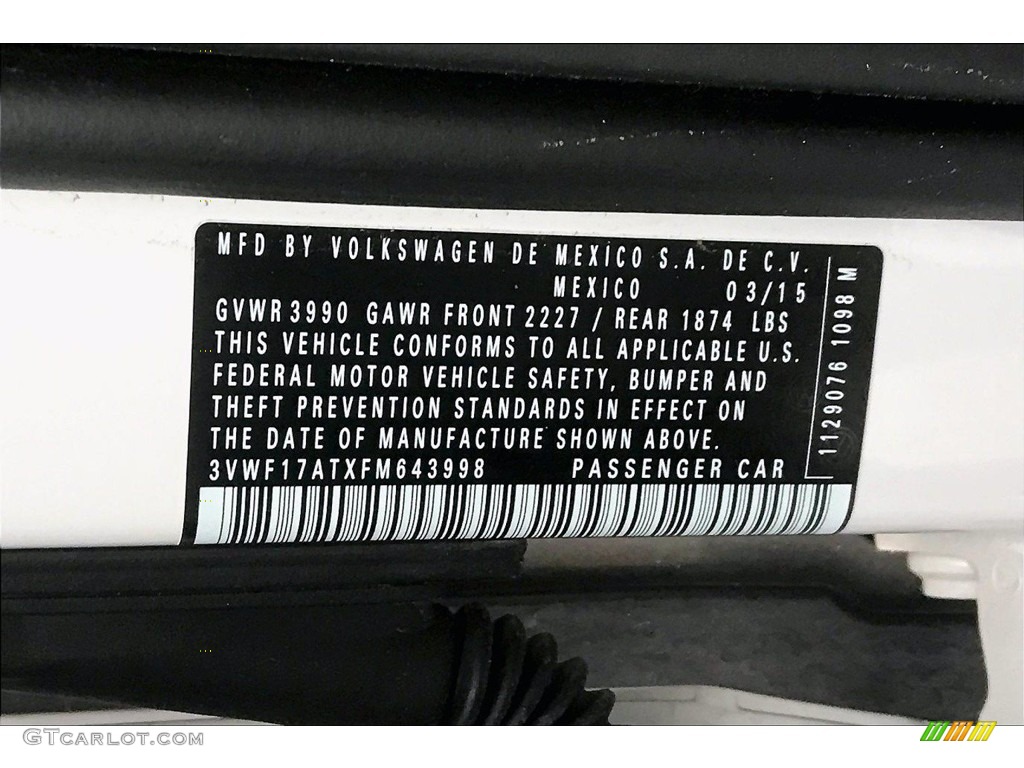 MFD BY VOLKSWAGEN DE MEXICO S.A. DE C.V.
MEXICO 03/15
GVWR 3990 GAWR FRONT 2227 / REAR 1874 LBS
THIS VEHICLE CONFORMS TO ALL APPLICABLE U.S.
FEDERAL MOTOR VEHICLE SAFETY, BUMPER AND
THEFT PREVENTION STANDARDS IN EFFECT ON
THE DATE OF MANUFACTURE SHOWN ABOVE.
3VWF17ATXFM643998 PASSENGER CAR
1129076 1098 M
GTCARLOT.COM